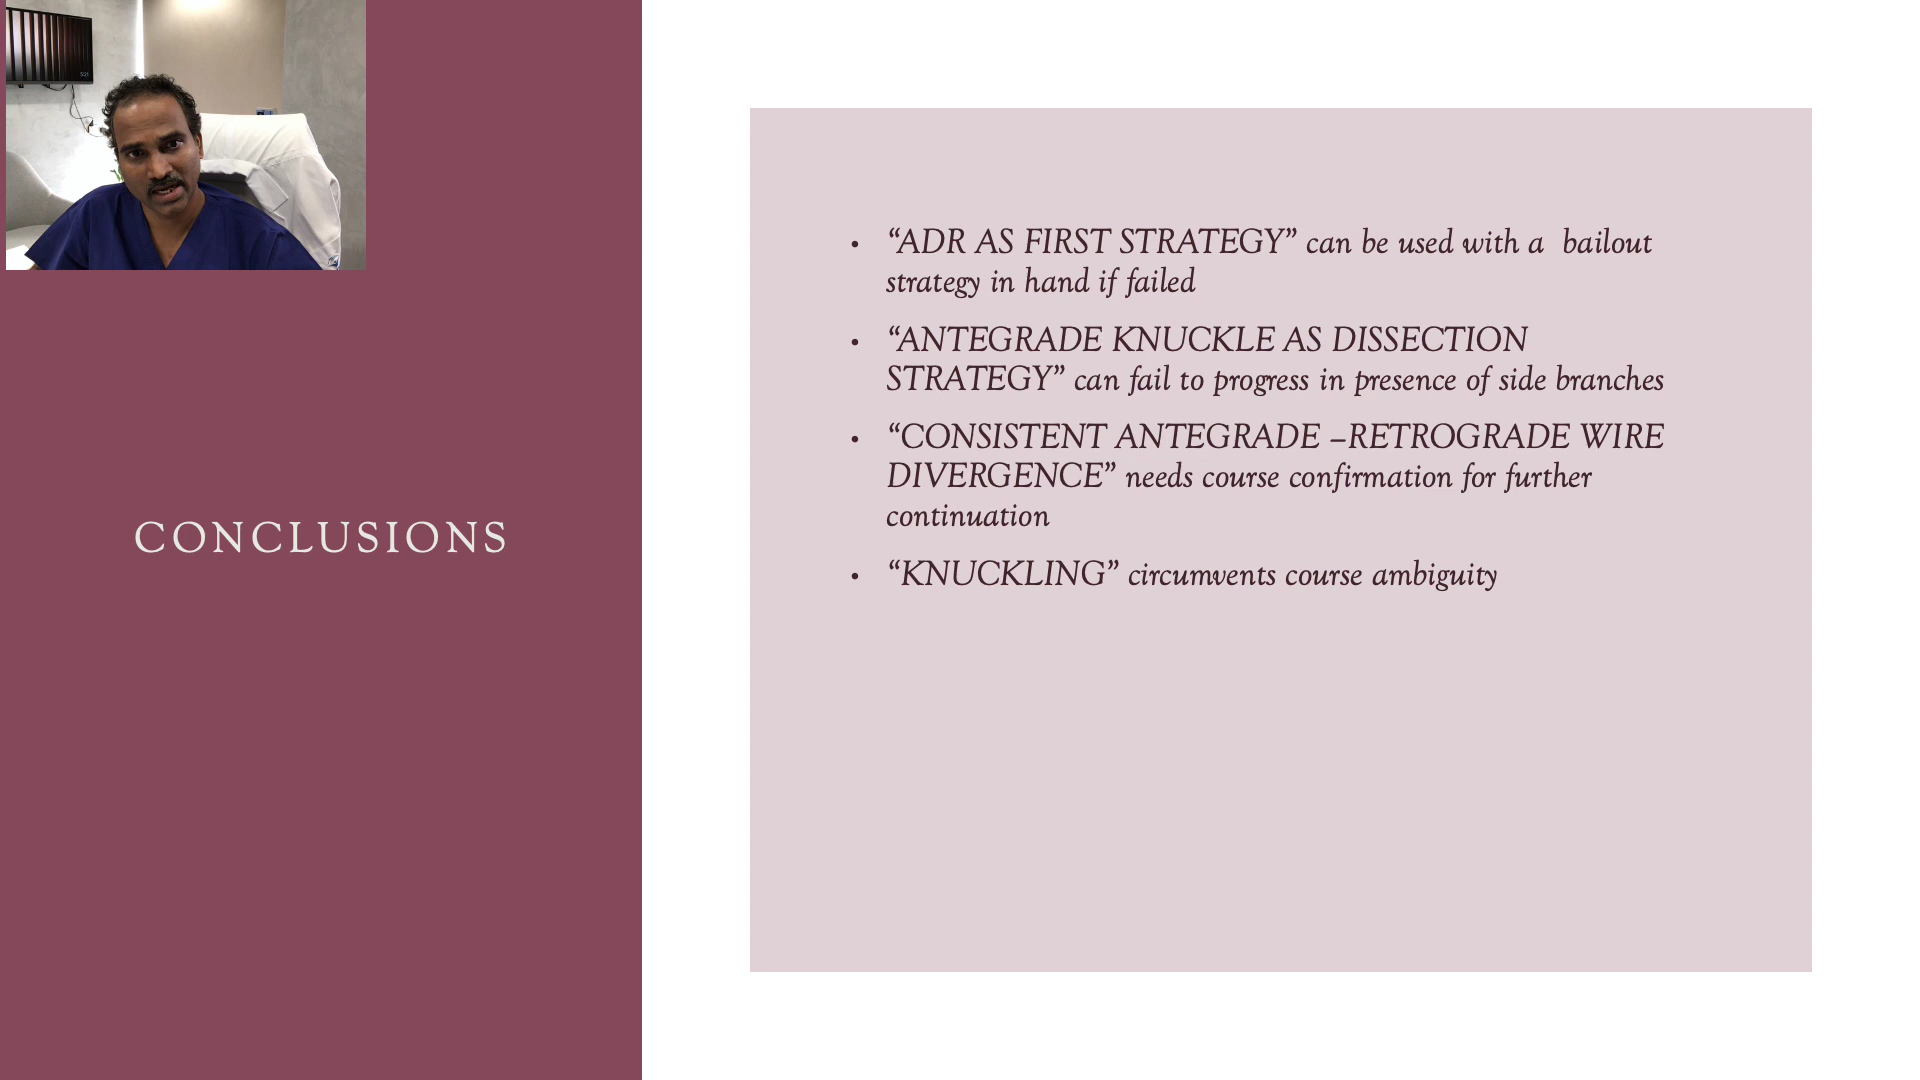 CONCLUSIONS
• “ADR AS FIRST STRATEGY” can be used with a bailout
strategy in hand if failed
• “ANTEGRADE KNUCKLE AS DISSECTION
STRATEGY” can fail to progress in presence of side branches
• “CONSISTENT ANTEGRADE –RETROGRADE WIRE
DIVERGENCE” needs course confirmation for further
continuation
• “KNUCKLING” circumvents course ambiguity